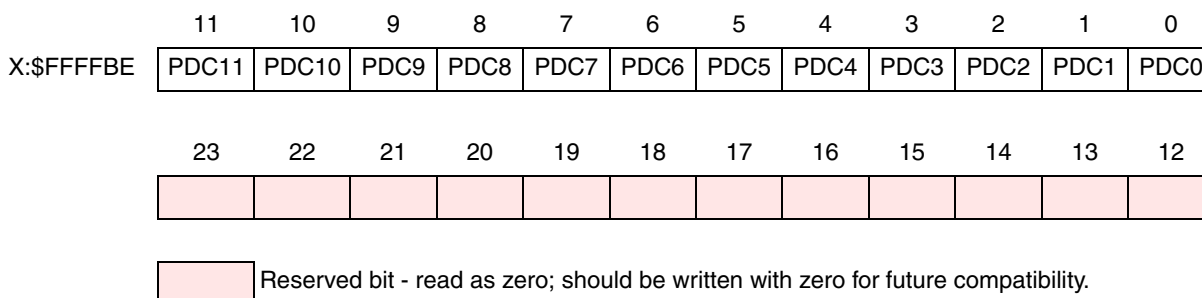 11 10 9 8 7 6 5 4 3 2 1 0
X:$FFFFBE PDC11 PDC10 PDC9 PDC8 PDC7 PDC6 PDC5 PDC4 PDC3 PDC2 PDC1 PDC0
23 22 21 20 19 18 17 16 15 14 13 12
Reserved bit - read as zero; should be written with zero for future compatibility.